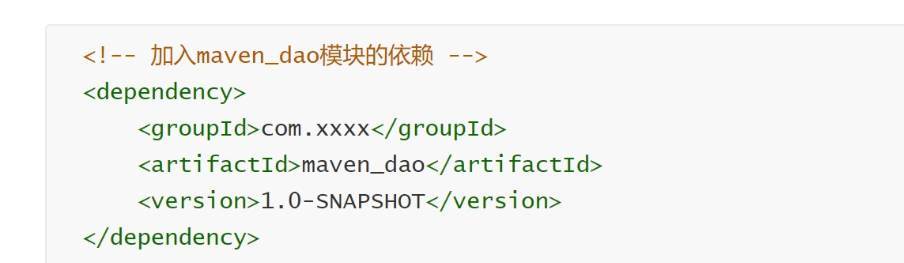 <!-- 加入maven_dao模块的依赖 -->
<dependency>
    <groupId>com.xxxx</groupId>
    <artifactId>maven_dao</artifactId>
    <version>1.0-SNAPSHOT</version>
</dependency>